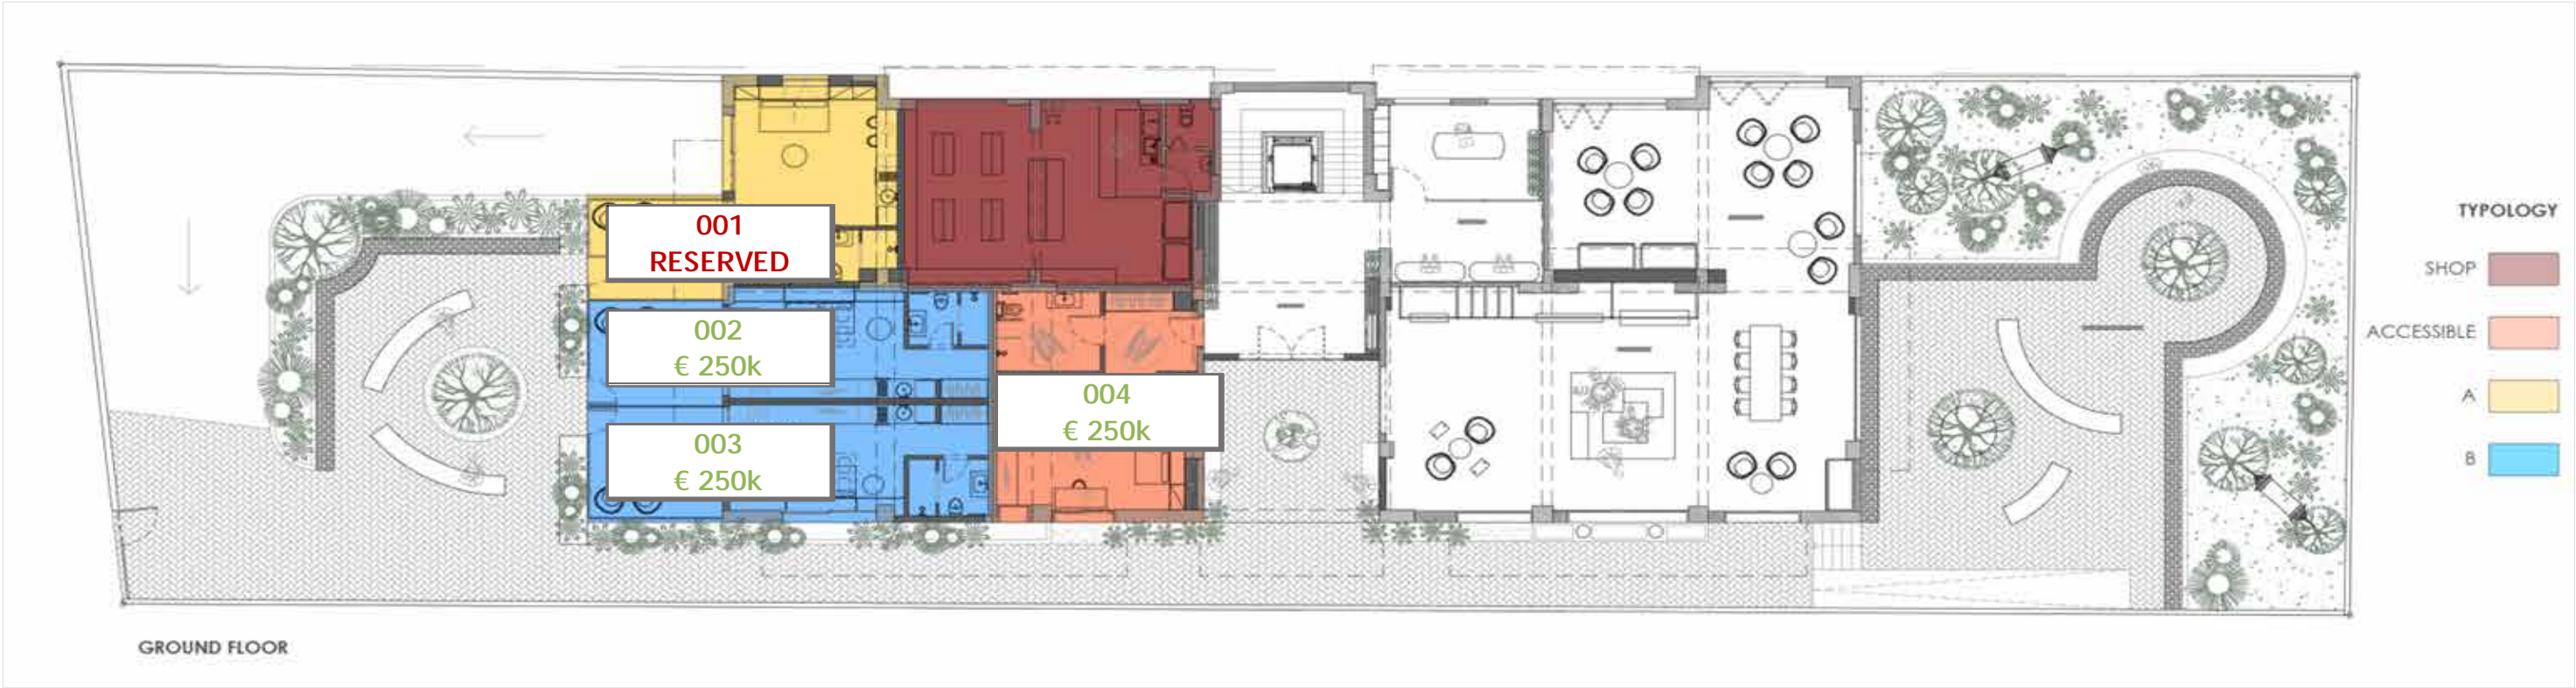 001
RESERVED
002
€ 250k
003
€ 250k
004
€ 250k
TYPOLOGY
SHOP
ACCESSIBLE
A
B
GROUND FLOOR